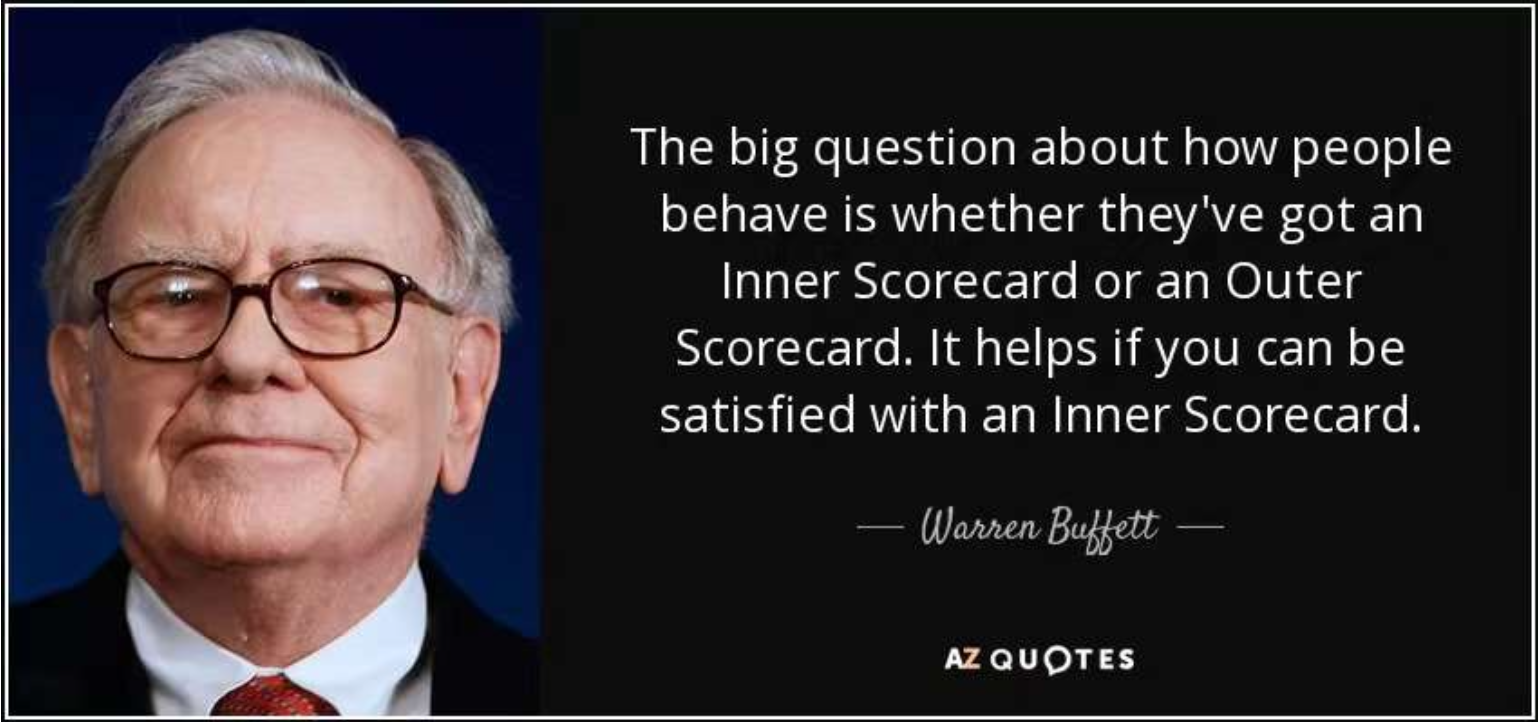 The big question about how people
behave is whether they've got an
Inner Scorecard or an Outer
Scorecard. It helps if you can be
satisfied with an Inner Scorecard.
Warren Buffett
AZ QUOTES